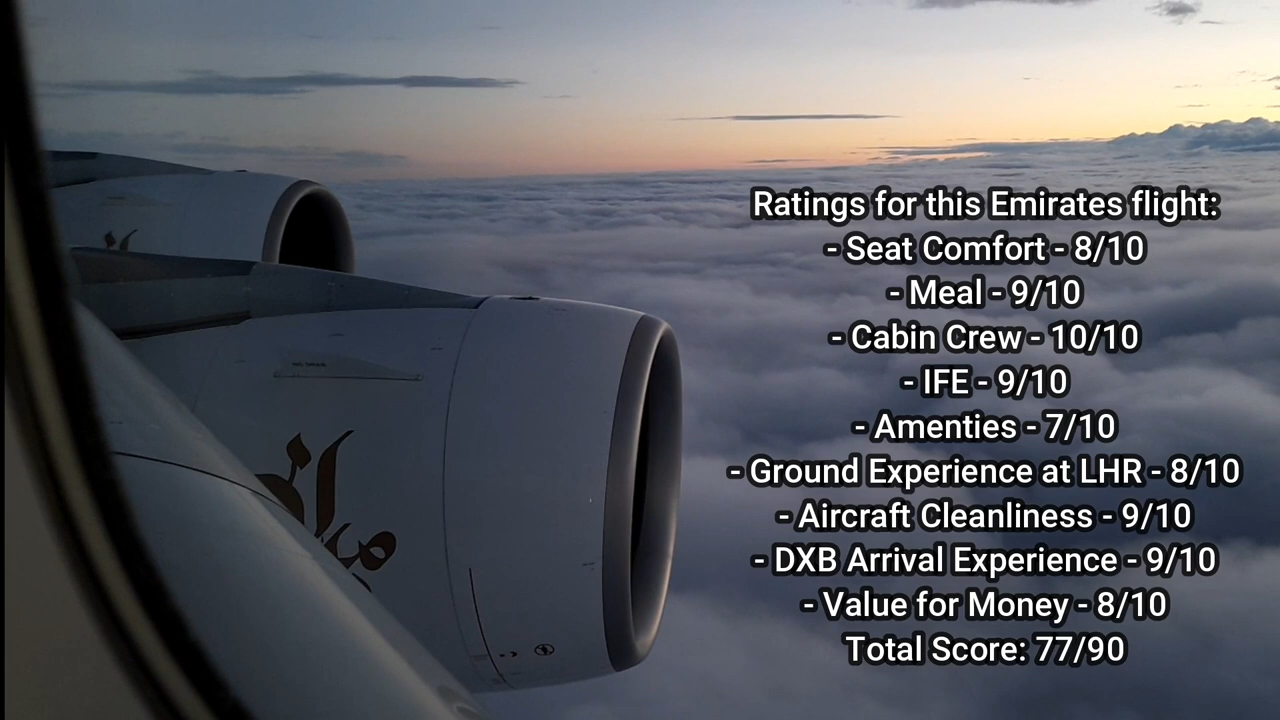 Ratings for this Emirates flight:
- Seat Comfort - 8/10
- Meal - 9/10
- Cabin Crew - 10/10
- IFE - 9/10
- Amenties - 7/10
- Ground Experience at LHR - 8/10
- Aircraft Cleanliness - 9/10
- DXB Arrival Experience - 9/10
- Value for Money - 8/10
Total Score: 77/90